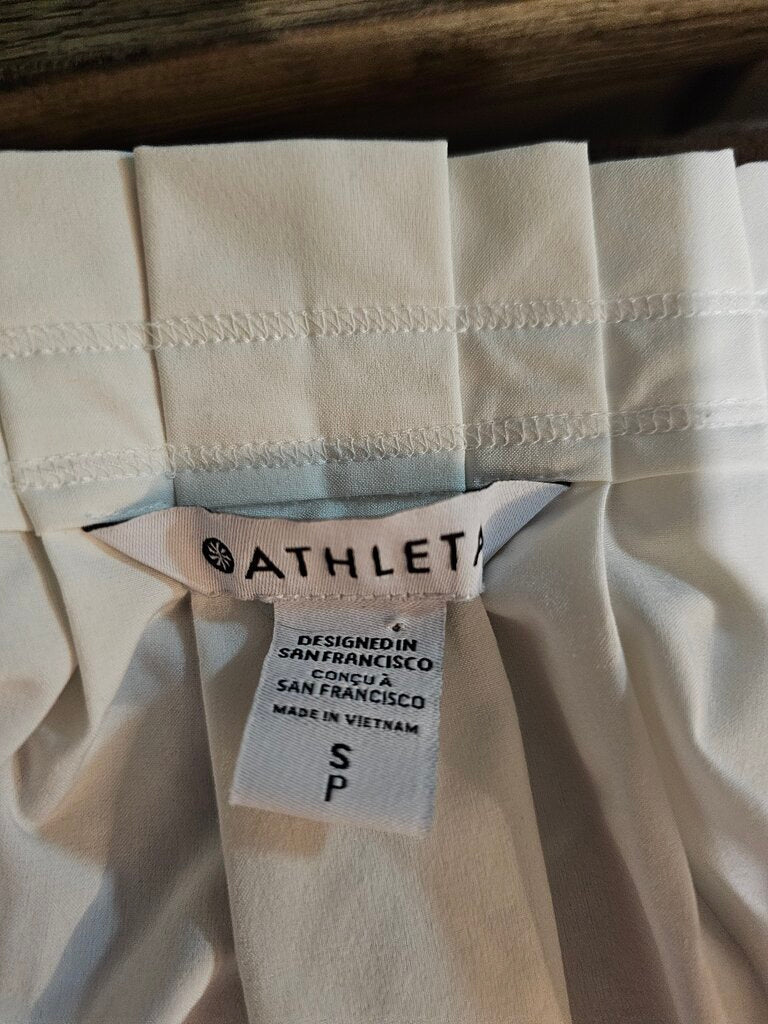 ATHLETA
DESIGNED IN
SAN FRANCISCO
CONÇU À
SAN FRANCISCO
MADE IN VIETNAM
S
P